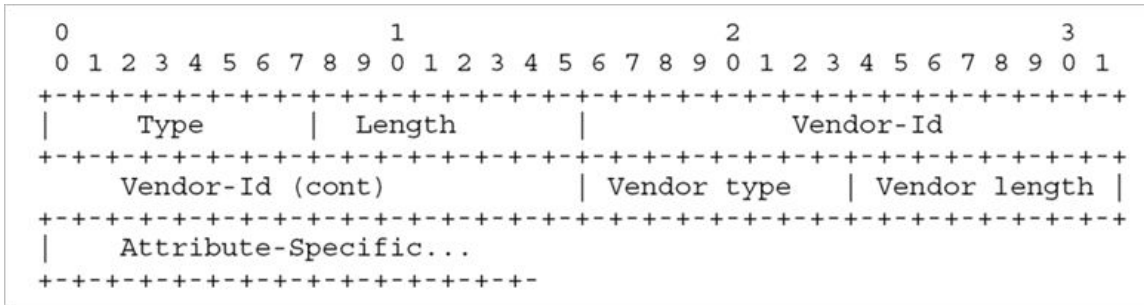 0                   1                   2                   3
 0 1 2 3 4 5 6 7 8 9 0 1 2 3 4 5 6 7 8 9 0 1 2 3 4 5 6 7 8 9 0 1
+-+-+-+-+-+-+-+-+-+-+-+-+-+-+-+-+-+-+-+-+-+-+-+-+-+-+-+-+-+-+-+-+
|     Type      |  Length       |            Vendor-Id
+-+-+-+-+-+-+-+-+-+-+-+-+-+-+-+-+-+-+-+-+-+-+-+-+-+-+-+-+-+-+-+-+
     Vendor-Id (cont)           | Vendor type   | Vendor length |
+-+-+-+-+-+-+-+-+-+-+-+-+-+-+-+-+-+-+-+-+-+-+-+-+-+-+-+-+-+-+-+-+
|    Attribute-Specific...
+-+-+-+-+-+-+-+-+-+-+-+-+-+-+-